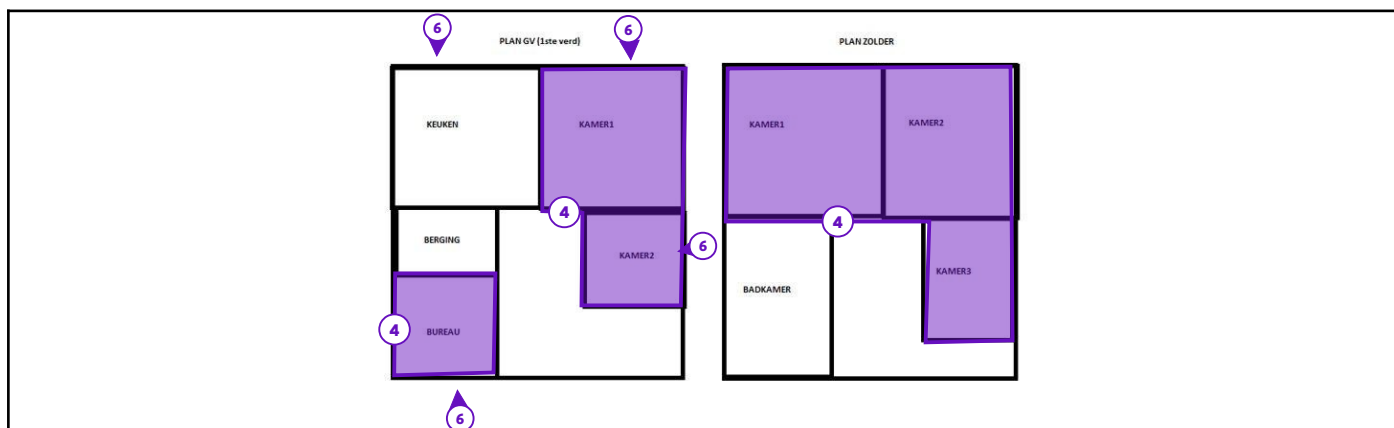 6
6
PLAN GV (1ste verd)
PLAN ZOLDER
KEUKEN
KAMER1
KAMER1
KAMER2
4
4
BERGING
KAMER2
6
KAMER3
BADKAMER
4
BUREAU
6